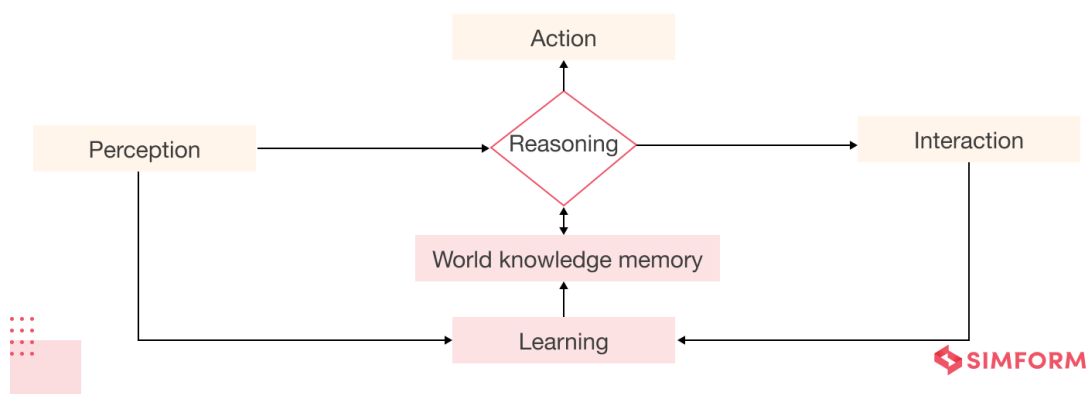 Action
Perception
Reasoning
Interaction
World knowledge memory
Learning
SIMFORM